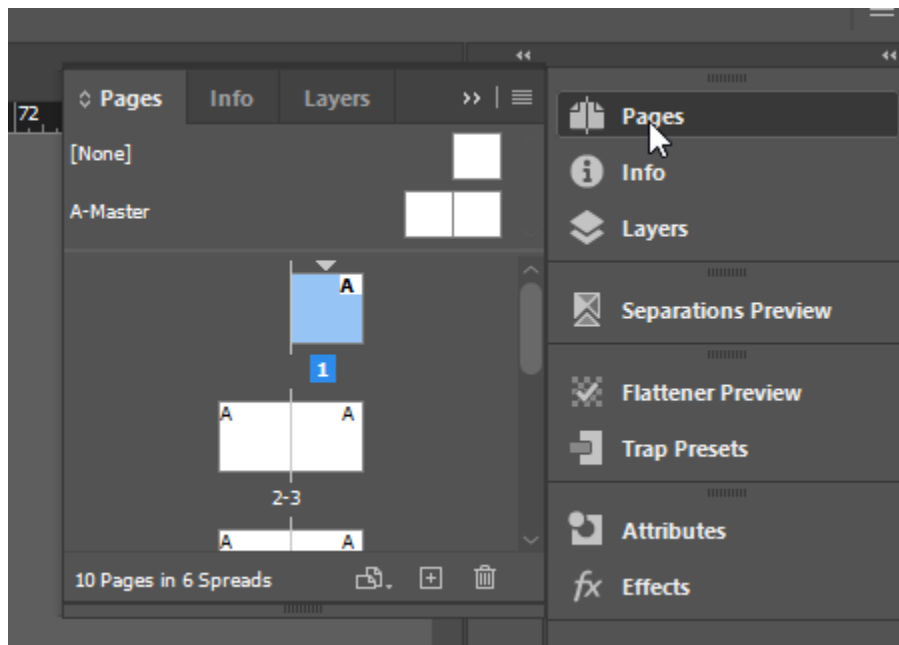 72
Pages Info Layers
[None]
A-Master
A
1
A A
2-3
A A
10 Pages in 6 Spreads
Pages
Info
Layers
Separations Preview
Flattener Preview
Trap Presets
Attributes
fx Effects